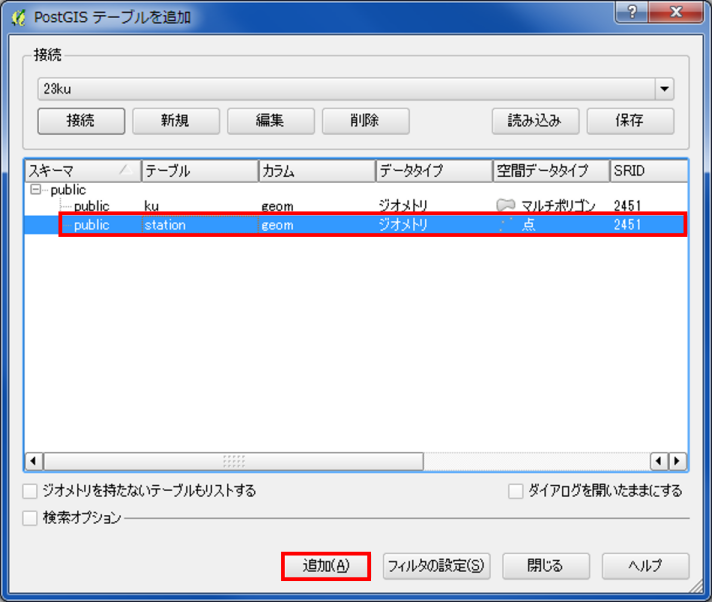 PostGIS テーブルを追加
接続
23ku
接続 新規 編集 削除 読み込み 保存
スキーマ テーブル カラム データタイプ 空間データタイプ SRID
public
public ku geom ジオメトリ マルチポリゴン 2451
public station geom ジオメトリ 点 2451
ジオメトリを持たないテーブルもリストする ダイアログを開いたままにする
検索オプション
追加(A) フィルタの設定(S) 閉じる ヘルプ